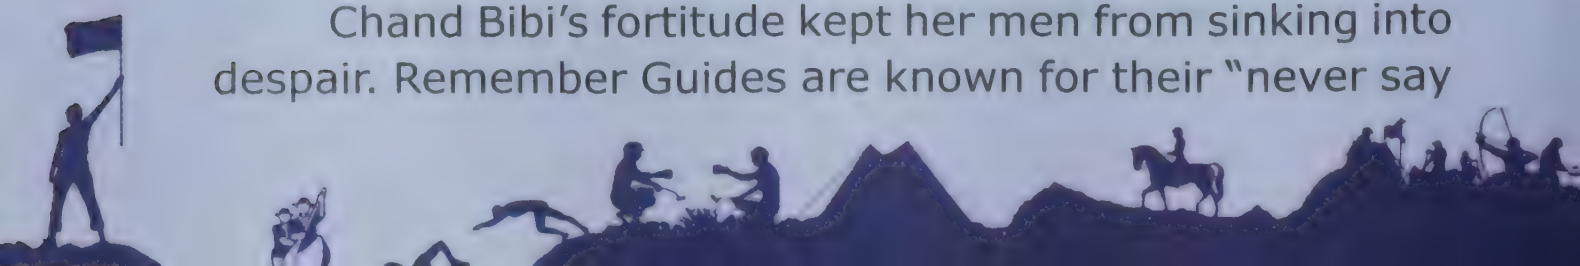 Chand Bibi's fortitude kept her men from sinking into
despair. Remember Guides are known for their "never say